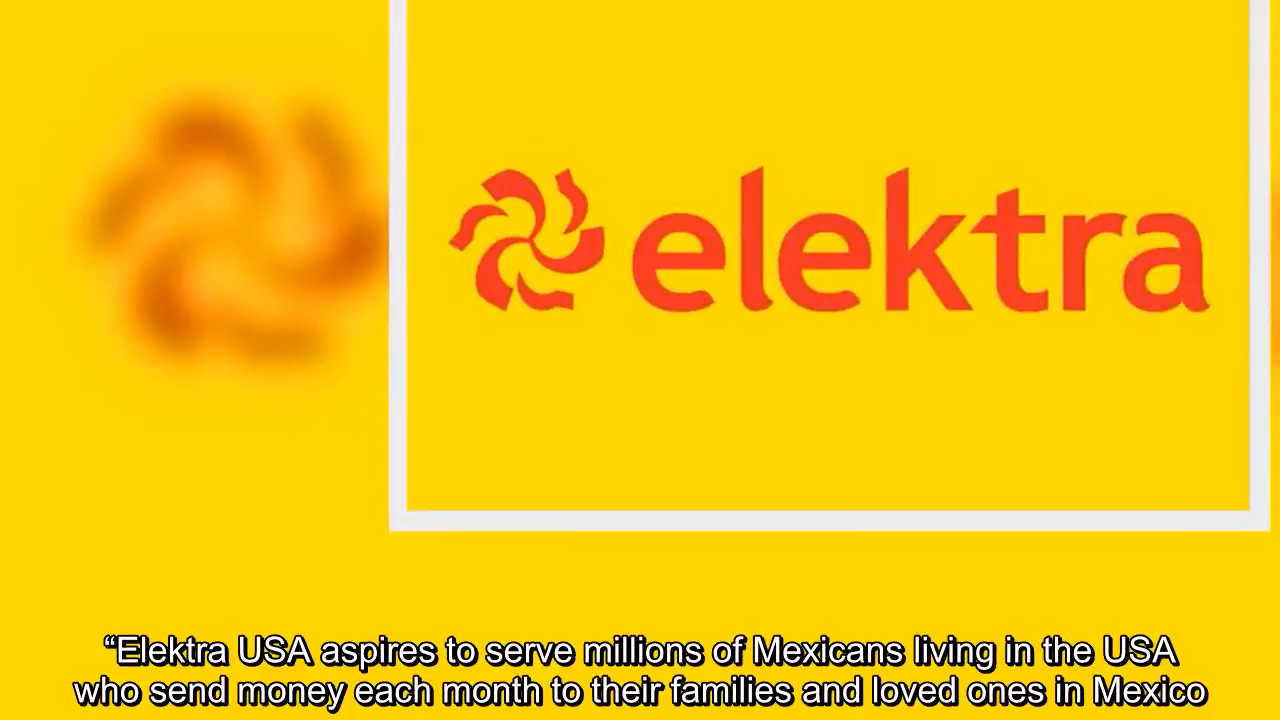 elektra
“Elektra USA aspires to serve millions of Mexicans living in the USA
who send money each month to their families and loved ones in Mexico